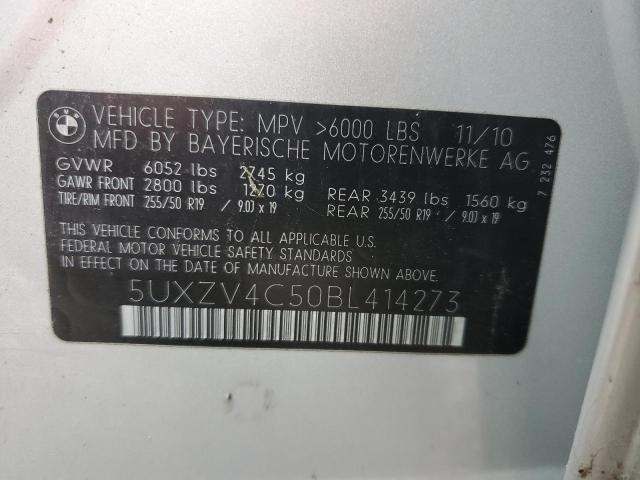 BMW
VEHICLE TYPE: MPV >6000 LBS 11/10
MFD BY BAYERISCHE MOTORENWERKE AG
GVWR 6052 lbs 2745 kg
GAWR FRONT 2800 lbs 1270 kg REAR 3439 lbs 1560 kg
TIRE/RIM FRONT 255/50 R19 / 9.0J x 19 REAR 255/50 R19 / 9.0J x 19
THIS VEHICLE CONFORMS TO ALL APPLICABLE U.S.
FEDERAL MOTOR VEHICLE SAFETY STANDARDS IN
EFFECT ON THE DATE OF MANUFACTURE SHOWN ABOVE.
5UXZV4C50BL414273
7 232 476